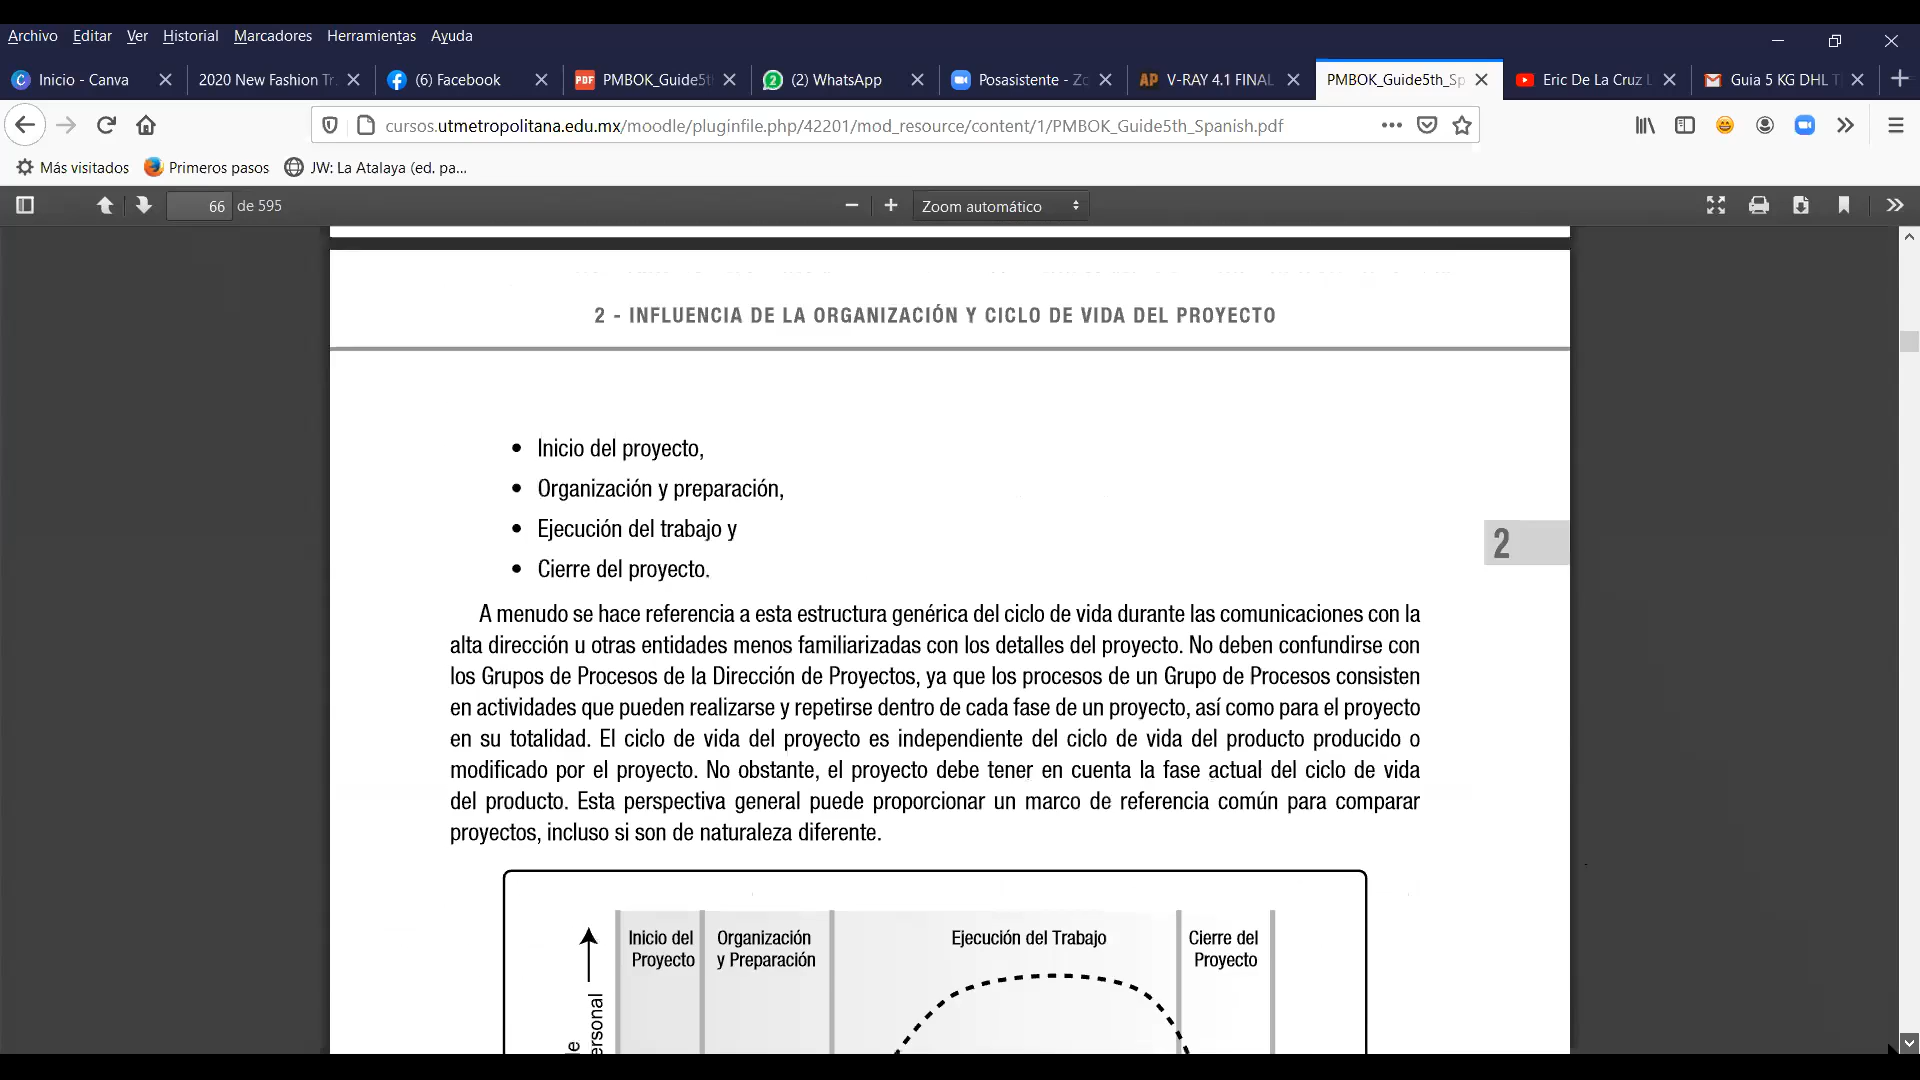 Archivo Editar Ver Historial Marcadores Herramientas Ayuda
Inicio - Canva 2020 New Fashion Tr (6) Facebook PMBOK_Guide5t (2) WhatsApp Posasistente - Zo V-RAY 4.1 FINAL PMBOK_Guide5th_Sp Eric De La Cruz L Guia 5 KG DHL T
cursos.utmetropolitana.edu.mx/moodle/pluginfile.php/42201/mod_resource/content/1/PMBOK_Guide5th_Spanish.pdf
Más visitados Primeros pasos JW: La Atalaya (ed. pa...
66 de 595 Zoom automático
2 - INFLUENCIA DE LA ORGANIZACIÓN Y CICLO DE VIDA DEL PROYECTO
• Inicio del proyecto,
• Organización y preparación,
• Ejecución del trabajo y
2
• Cierre del proyecto.
A menudo se hace referencia a esta estructura genérica del ciclo de vida durante las comunicaciones con la
alta dirección u otras entidades menos familiarizadas con los detalles del proyecto. No deben confundirse con
los Grupos de Procesos de la Dirección de Proyectos, ya que los procesos de un Grupo de Procesos consisten
en actividades que pueden realizarse y repetirse dentro de cada fase de un proyecto, así como para el proyecto
en su totalidad. El ciclo de vida del proyecto es independiente del ciclo de vida del producto producido o
modificado por el proyecto. No obstante, el proyecto debe tener en cuenta la fase actual del ciclo de vida
del producto. Esta perspectiva general puede proporcionar un marco de referencia común para comparar
proyectos, incluso si son de naturaleza diferente.
Inicio del Organización Ejecución del Trabajo Cierre del
Proyecto y Preparación Proyecto